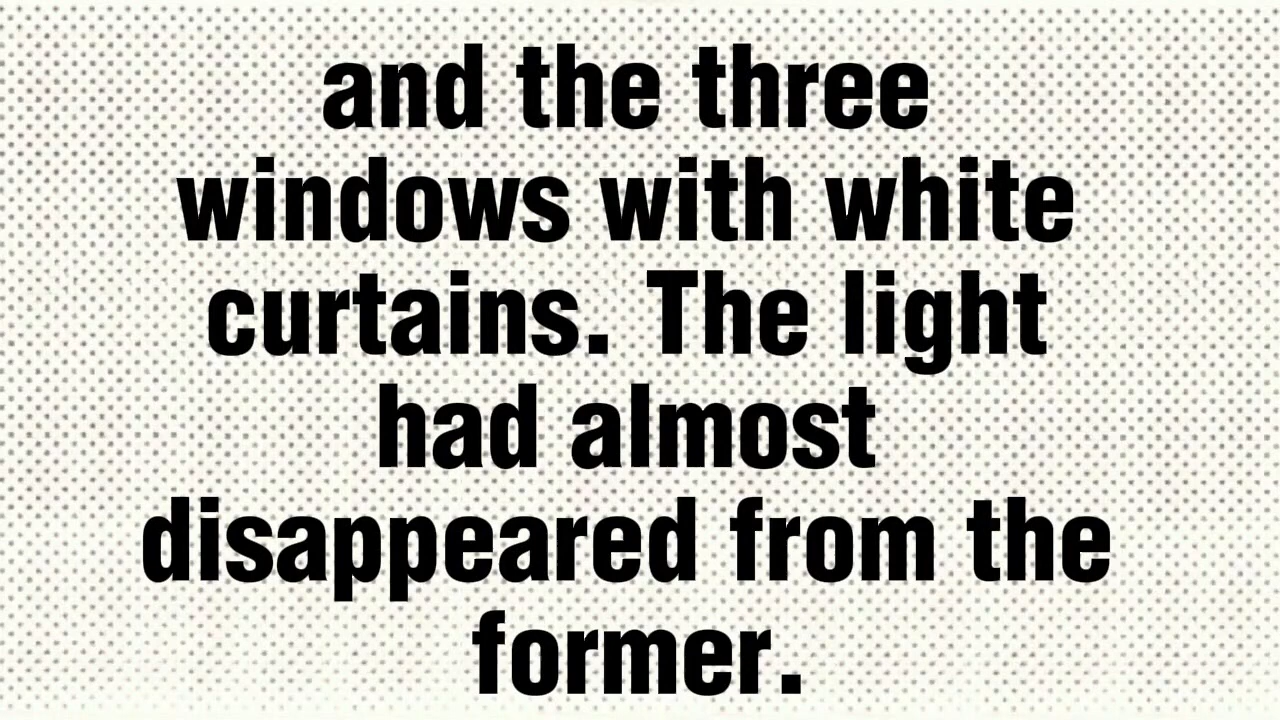 and the three
windows with white
curtains. The light
had almost
disappeared from the
former.